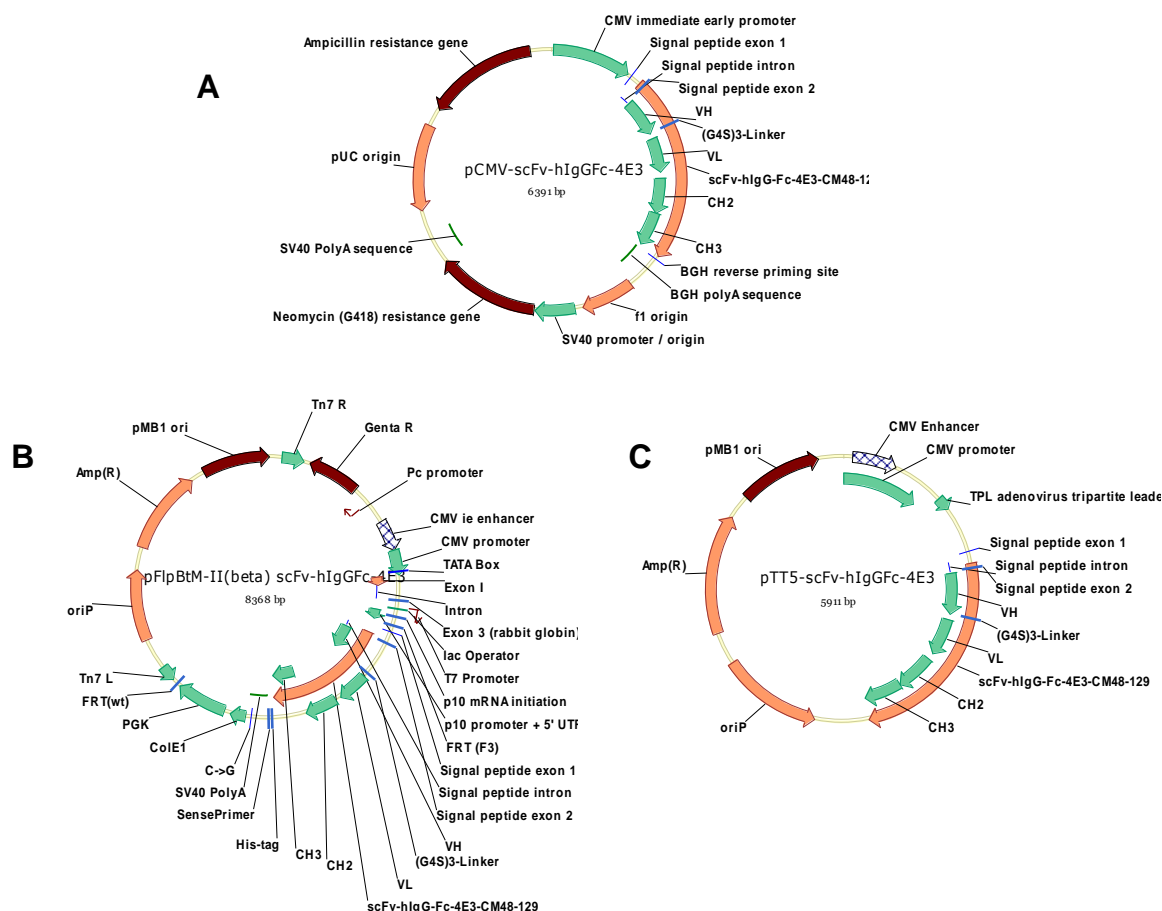 A
CMV immediate early promoter
Signal peptide exon 1
Signal peptide intron
Signal peptide exon 2
VH
(G4S)3-Linker
VL
scFv-hIgG-Fc-4E3-CM48-12
CH2
CH3
BGH reverse priming site
BGH polyA sequence
f1 origin
SV40 promoter / origin
Neomycin (G418) resistance gene
SV40 PolyA sequence
pUC origin
Ampicillin resistance gene
pCMV-scFv-hIgGFc-4E3
6391 bp
B
Tn7 R
Genta R
Pc promoter
CMV ie enhancer
CMV promoter
TATA Box
Exon I
Intron
Exon 3 (rabbit globin)
lac Operator
T7 Promoter
p10 mRNA initiation
p10 promoter + 5' UTR
FRT (F3)
Signal peptide exon 1
Signal peptide intron
Signal peptide exon 2
VH
(G4S)3-Linker
VL
scFv-hIgG-Fc-4E3-CM48-129
CH2
CH3
His-tag
SensePrimer
SV40 PolyA
C->G
ColE1
PGK
FRT(wt)
Tn7 L
oriP
Amp(R)
pMB1 ori
pFlpBtM-II(beta) scFv-hIgGFc-4E3
8368 bp
C
CMV Enhancer
CMV promoter
TPL adenovirus tripartite leade
Signal peptide exon 1
Signal peptide intron
Signal peptide exon 2
VH
(G4S)3-Linker
VL
scFv-hIgG-Fc-4E3-CM48-129
CH2
CH3
oriP
Amp(R)
pMB1 ori
pTT5-scFv-hIgGFc-4E3
5911 bp